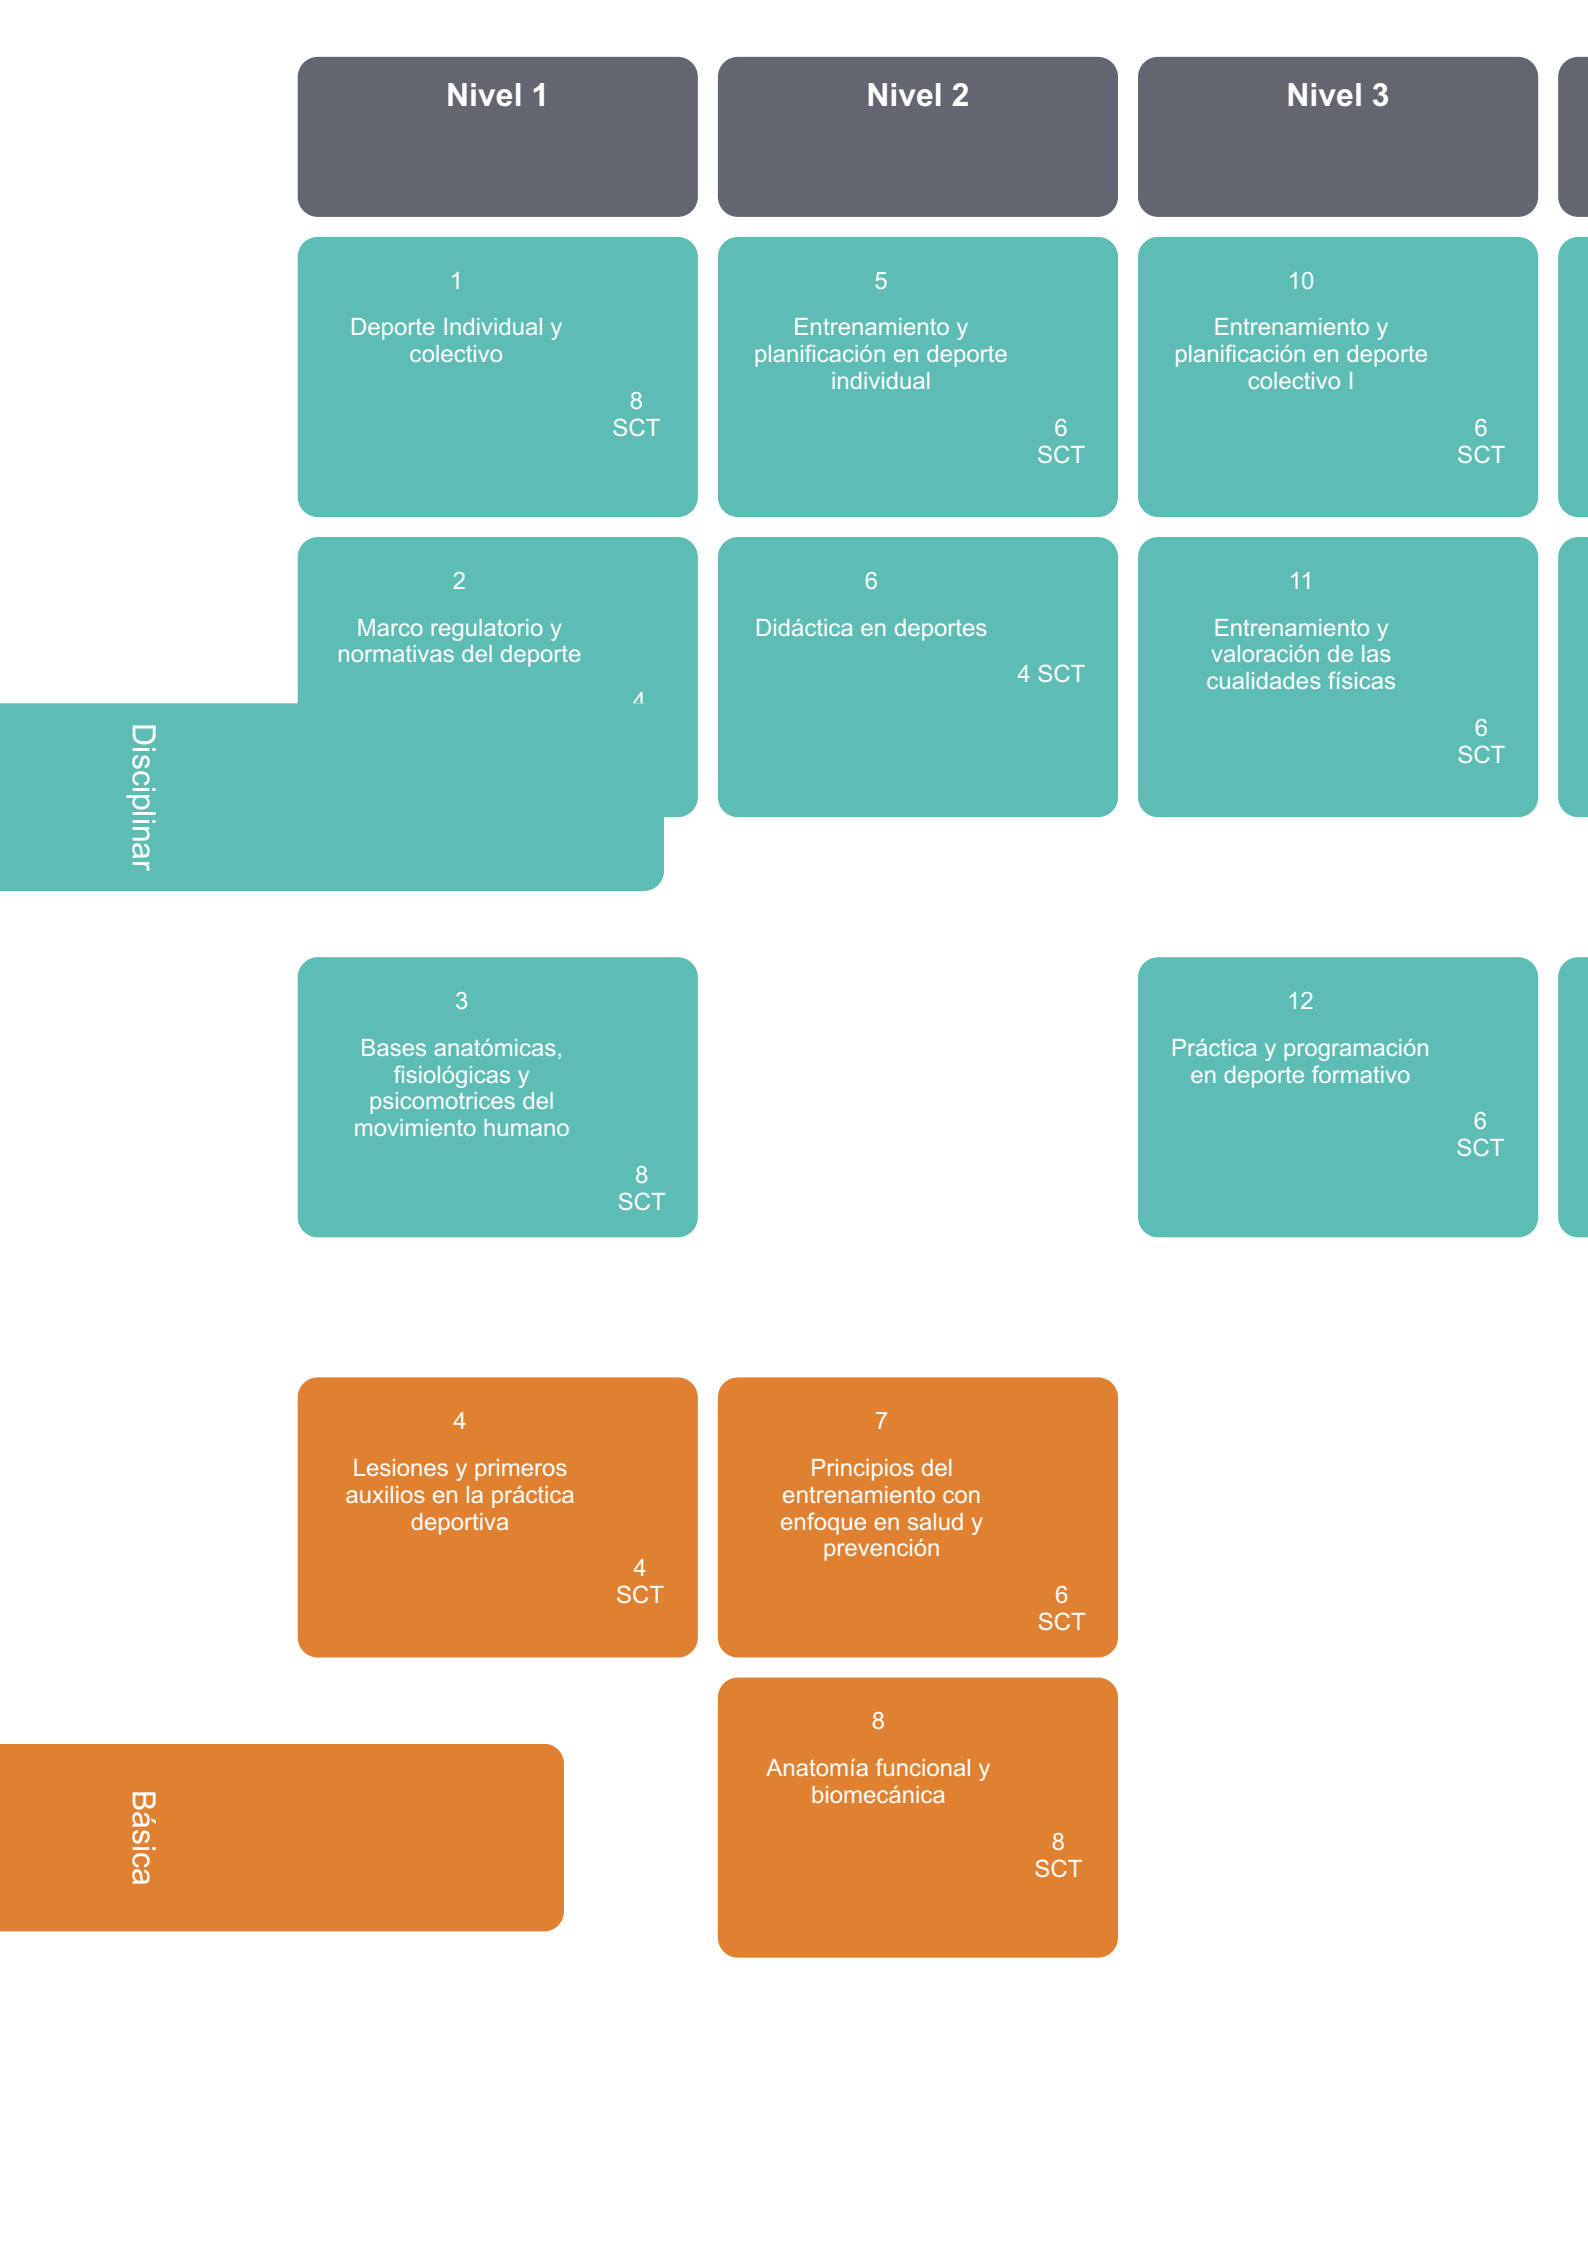 Nivel 1
Nivel 2
Nivel 3
1
Deporte Individual y
colectivo
8
SCT
5
Entrenamiento y
planificación en deporte
individual
6
SCT
10
Entrenamiento y
planificación en deporte
colectivo I
6
SCT
2
Marco regulatorio y
normativas del deporte
4
6
Didáctica en deportes
4 SCT
11
Entrenamiento y
valoración de las
cualidades físicas
6
SCT
Disciplinar
3
Bases anatómicas,
fisiológicas y
psicomotrices del
movimiento humano
8
SCT
12
Práctica y programación
en deporte formativo
6
SCT
4
Lesiones y primeros
auxilios en la práctica
deportiva
4
SCT
7
Principios del
entrenamiento con
enfoque en salud y
prevención
6
SCT
8
Anatomía funcional y
biomecánica
8
SCT
Básica